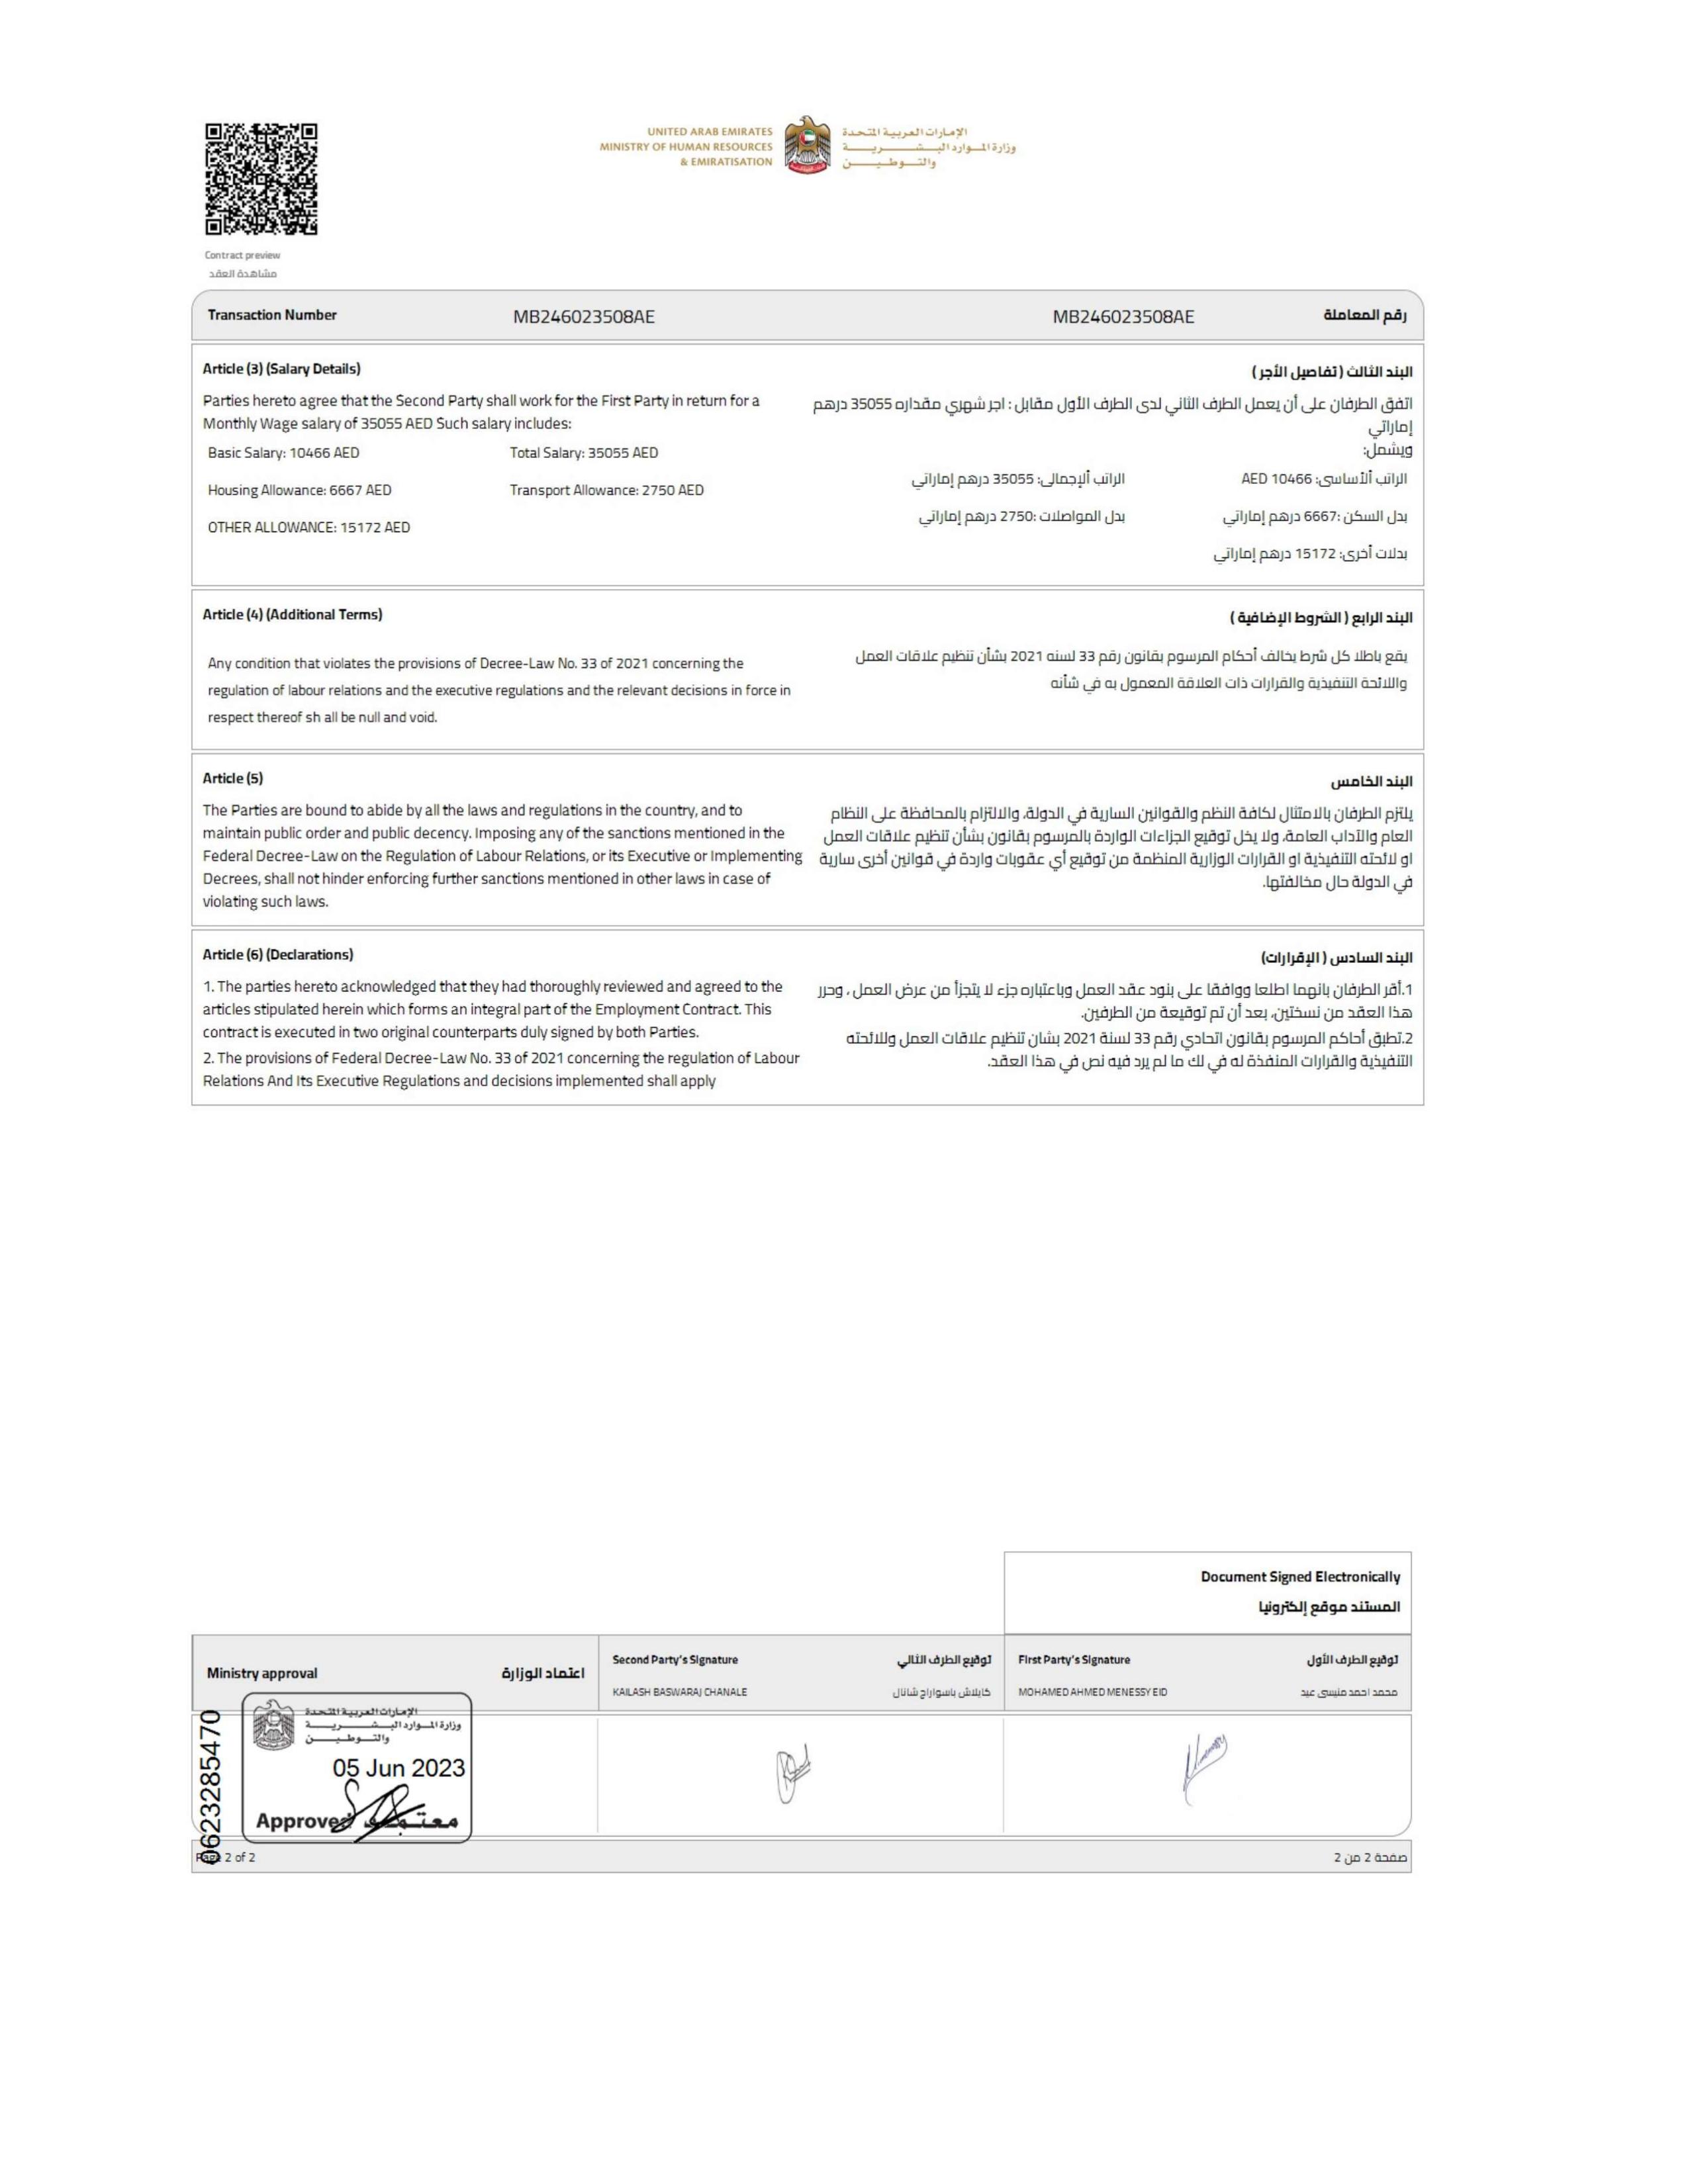 UNITED ARAB EMIRATES
MINISTRY OF HUMAN RESOURCES
& EMIRATISATION
الإمارات العربية المتحدة
وزارة الموارد البشرية
والتوطين
Contract preview
مشاهدة العقد
Transaction Number MB246023508AE MB246023508AE رقم المعاملة
Article (3) (Salary Details)
Parties hereto agree that the Second Party shall work for the First Party in return for a
Monthly Wage salary of 35055 AED Such salary includes:
Basic Salary: 10466 AED Total Salary: 35055 AED
Housing Allowance: 6667 AED Transport Allowance: 2750 AED
OTHER ALLOWANCE: 15172 AED
البند الثالث ( تفاصيل الأجر )
اتفق الطرفان على أن يعمل الطرف الثاني لدى الطرف الأول مقابل : اجر شهري مقداره 35055 درهم
إماراتي
ويشمل:
الراتب ألأساسى: 10466 AED الراتب ألإجمالى: 35055 درهم إماراتي
بدل السكن :6667 درهم إماراتي بدل المواصلات :2750 درهم إماراتي
بدلات أخرى: 15172 درهم إماراتي
Article (4) (Additional Terms)
Any condition that violates the provisions of Decree-Law No. 33 of 2021 concerning the
regulation of labour relations and the executive regulations and the relevant decisions in force in
respect thereof sh all be null and void.
البند الرابع ( الشروط الإضافية )
يقع باطلا كل شرط يخالف أحكام المرسوم بقانون رقم 33 لسنه 2021 بشأن تنظيم علاقات العمل
واللائحة التنفيذية والقرارات ذات العلاقة المعمول به في شأنه
Article (5)
The Parties are bound to abide by all the laws and regulations in the country, and to
maintain public order and public decency. Imposing any of the sanctions mentioned in the
Federal Decree-Law on the Regulation of Labour Relations, or its Executive or Implementing
Decrees, shall not hinder enforcing further sanctions mentioned in other laws in case of
violating such laws.
البند الخامس
يلتزم الطرفان بالامتثال لكافة النظم والقوانين السارية في الدولة، والالتزام بالمحافظة على النظام
العام والآداب العامة، ولا يخل توقيع الجزاءات الواردة بالمرسوم بقانون بشأن تنظيم علاقات العمل
او لائحته التنفيذية او القرارات الوزارية المنظمة من توقيع أي عقوبات واردة في قوانين أخرى سارية
في الدولة حال مخالفتها.
Article (6) (Declarations)
1. The parties hereto acknowledged that they had thoroughly reviewed and agreed to the
articles stipulated herein which forms an integral part of the Employment Contract. This
contract is executed in two original counterparts duly signed by both Parties.
2. The provisions of Federal Decree-Law No. 33 of 2021 concerning the regulation of Labour
Relations And Its Executive Regulations and decisions implemented shall apply
البند السادس ( الإقرارات)
1.أقر الطرفان بانهما اطلعا ووافقا على بنود عقد العمل وباعتباره جزء لا يتجزأ من عرض العمل ، وحرر
هذا العقد من نسختين، بعد أن تم توقيعة من الطرفين.
2.تطبق أحاكم المرسوم بقانون اتحادي رقم 33 لسنة 2021 بشان تنظيم علاقات العمل وللائحته
التنفيذية والقرارات المنفذة له في لك ما لم يرد فيه نص في هذا العقد.
Document Signed Electronically
المستند موقع إلكترونيا
Ministry approval اعتماد الوزارة
Second Party's Signature توقيع الطرف الثاني
KAILASH BASWARAJ CHANALE كايلاش باسواراج شانال
First Party's Signature توقيع الطرف الأول
MOHAMED AHMED MENESSY EID محمد احمد منيسى عيد
الإمارات العربية المتحدة
وزارة الموارد البشرية
والتوطين
05 Jun 2023
Approved معتمد
062328547​0
Page 2 of 2 صفحة 2 من 2